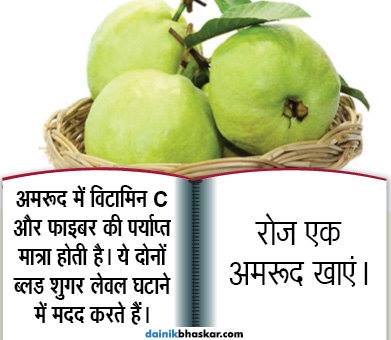 अमरूद में विटामिन C
और फाइबर की पर्याप्त
मात्रा होती है। ये दोनों
ब्लड शुगर लेवल घटाने
में मदद करते हैं।
रोज एक
अमरूद खाएं।
dainikbhaskar.com